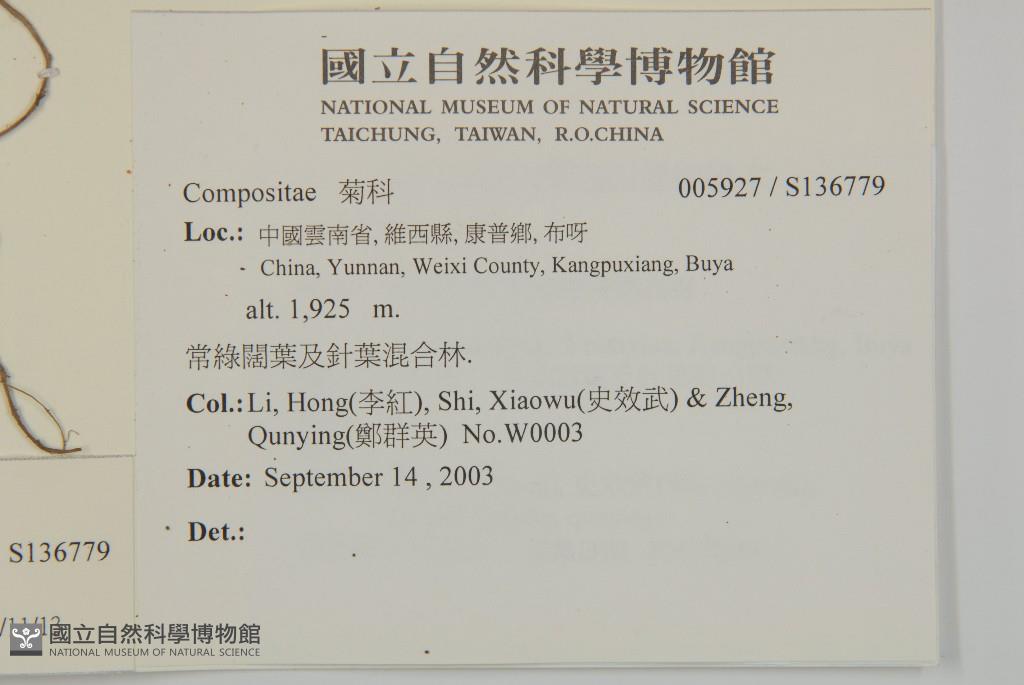 國立自然科學博物館
NATIONAL MUSEUM OF NATURAL SCIENCE
TAICHUNG, TAIWAN, R.O.CHINA
Compositae 菊科 005927 / S136779
Loc.: 中國雲南省, 維西縣, 康普鄉, 布呀
China, Yunnan, Weixi County, Kangpuxiang, Buya
alt. 1,925 m.
常綠闊葉及針葉混合林.
Col.: Li, Hong(李紅), Shi, Xiaowu(史效武) & Zheng,
Qunying(鄭群英) No.W0003
Date: September 14 , 2003
Det.:
S136779
國立自然科學博物館
NATIONAL MUSEUM OF NATURAL SCIENCE